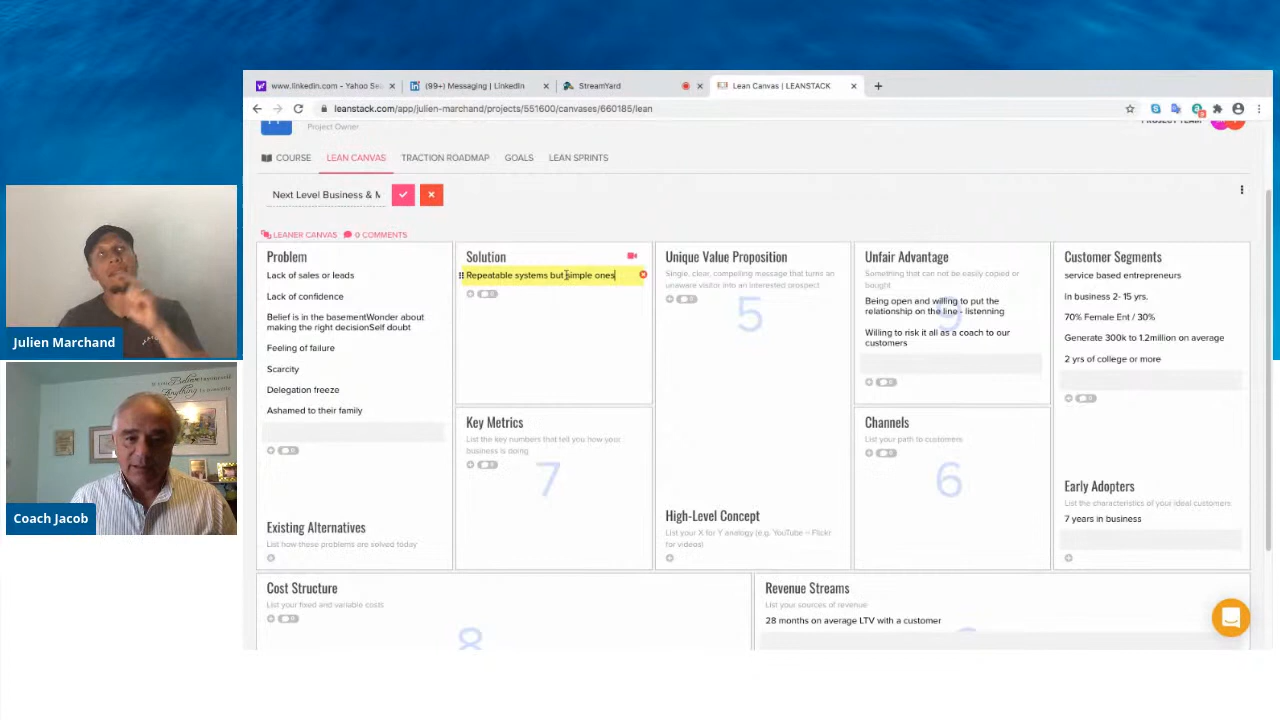 www.linkedin.com - Yahoo Se
(99+) Messaging | LinkedIn
StreamYard
Lean Canvas | LEANSTACK
leanstack.com/app/julien-marchand/projects/551600/canvases/660185/lean
Project Owner
PROJECT TEAM
COURSE
LEAN CANVAS
TRACTION ROADMAP
GOALS
LEAN SPRINTS
Next Level Business & M
LEANER CANVAS
0 COMMENTS
Problem
Lack of sales or leads
Lack of confidence
Belief is in the basementWonder about
making the right decisionSelf doubt
Feeling of failure
Scarcity
Delegation freeze
Ashamed to their family
Existing Alternatives
List how these problems are solved today
Solution
Repeatable systems but simple ones
Key Metrics
List the key numbers that tell you how your
business is doing
7
Unique Value Proposition
Single, clear, compelling message that turns an
unaware visitor into an interested prospect
5
High-Level Concept
List your X for Y analogy (e.g. YouTube = Flickr
for videos)
Unfair Advantage
Something that can not be easily copied or
bought
Being open and willing to put the
relationship on the line - listenning
9
Willing to risk it all as a coach to our
customers
Channels
List your path to customers
6
Customer Segments
service based entrepreneurs
In business 2- 15 yrs.
70% Female Ent / 30%
Generate 300k to 1.2million on average
2 yrs of college or more
Early Adopters
List the characteristics of your ideal customers
7 years in business
Cost Structure
List your fixed and variable costs
8
Revenue Streams
List your sources of revenue
28 months on average LTV with a customer
Julien Marchand
Coach Jacob